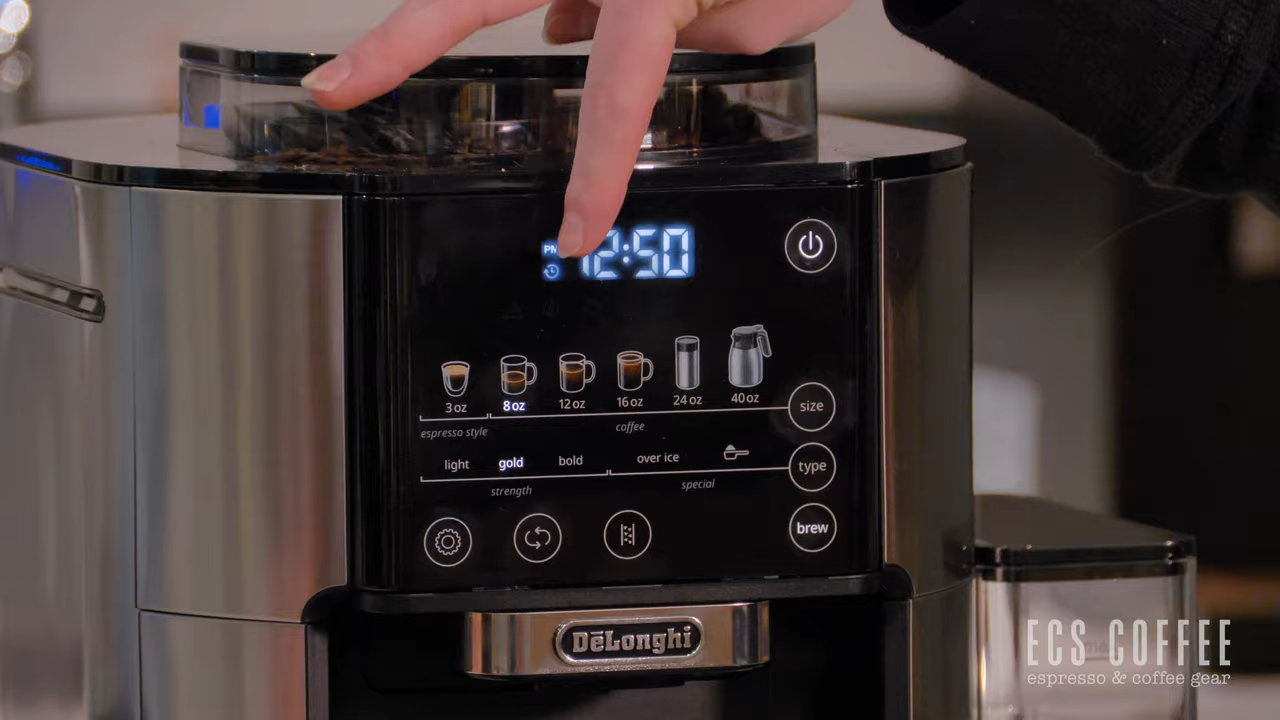 PM 12:50
3 oz 8 oz 12 oz 16 oz 24 oz 40 oz
size
espresso style coffee
light gold bold over ice
type
strength special
brew
DēLonghi
ECS COFFEE
espresso & coffee gear